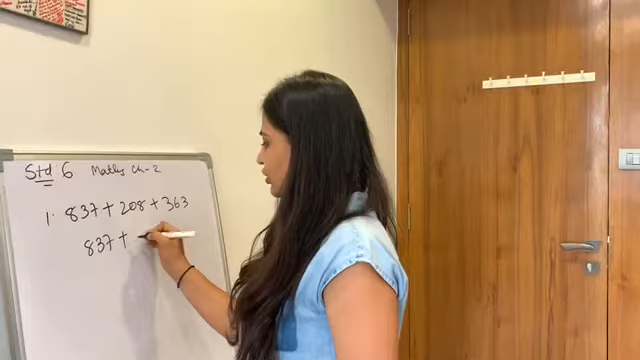 Std 6 Maths Ch-2
1. 837 + 208 + 363
837 +